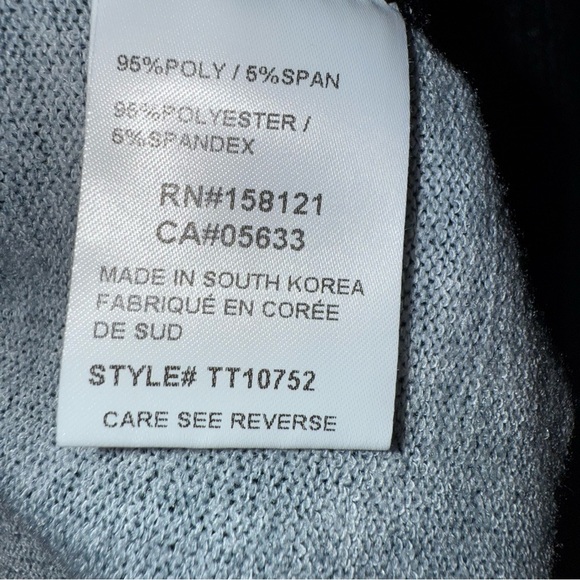 95%POLY / 5%SPAN
95%POLYESTER /
5%SPANDEX
RN#158121
CA#05633
MADE IN SOUTH KOREA
FABRIQUÉ EN CORÉE
DE SUD
STYLE# TT10752
CARE SEE REVERSE